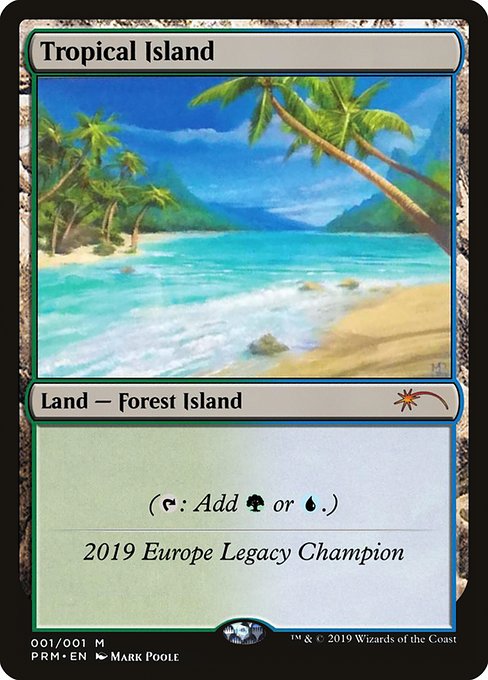 Tropical Island
Land — Forest Island
(: Add or .)
2019 Europe Legacy Champion
001/001 M
™ & © 2019 Wizards of the Coast
PRM • EN Mark Poole